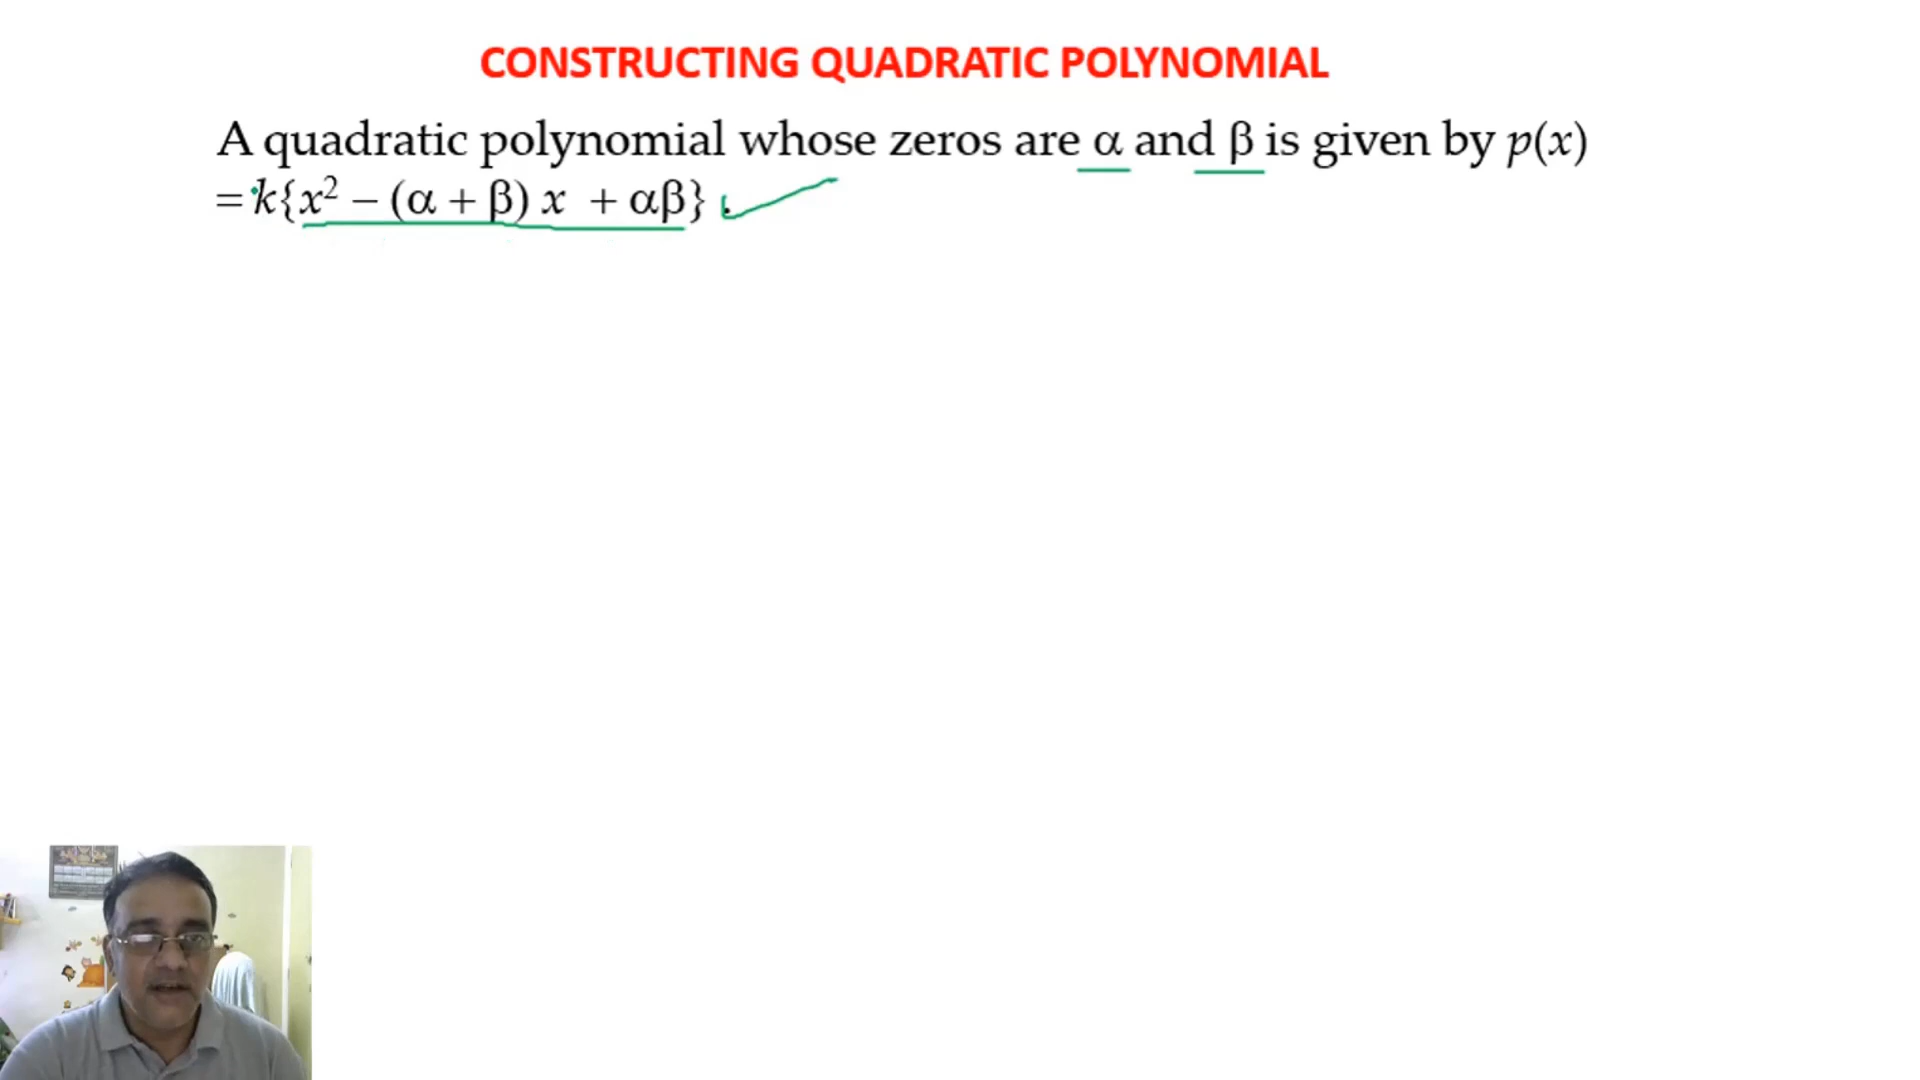 CONSTRUCTING QUADRATIC POLYNOMIAL
A quadratic polynomial whose zeros are α and β is given by p(x)
= k{x² − (α + β) x + αβ} .